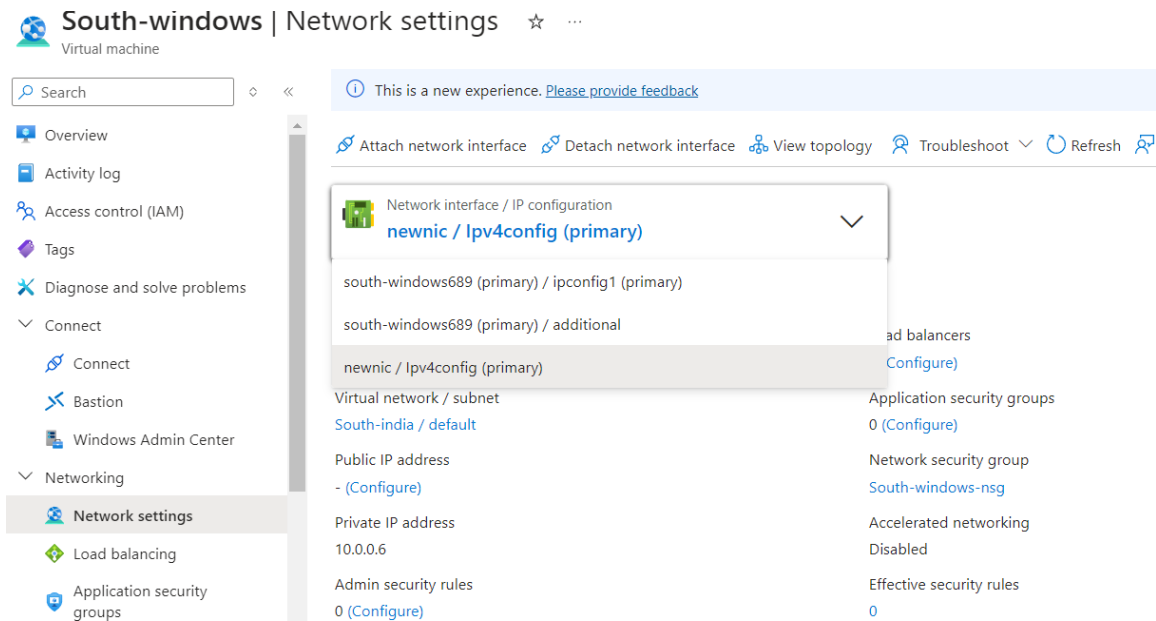 South-windows | Network settings ☆ ...
Virtual machine
Search
This is a new experience. Please provide feedback
Overview
Activity log
Access control (IAM)
Tags
Diagnose and solve problems
Connect
Connect
Bastion
Windows Admin Center
Networking
Network settings
Load balancing
Application security
groups
Attach network interface Detach network interface View topology Troubleshoot Refresh
Network interface / IP configuration
newnic / Ipv4config (primary)
south-windows689 (primary) / ipconfig1 (primary)
south-windows689 (primary) / additional
newnic / Ipv4config (primary)
Virtual network / subnet
South-india / default
Public IP address
- (Configure)
Private IP address
10.0.0.6
Admin security rules
0 (Configure)
ad balancers
(Configure)
Application security groups
0 (Configure)
Network security group
South-windows-nsg
Accelerated networking
Disabled
Effective security rules
0